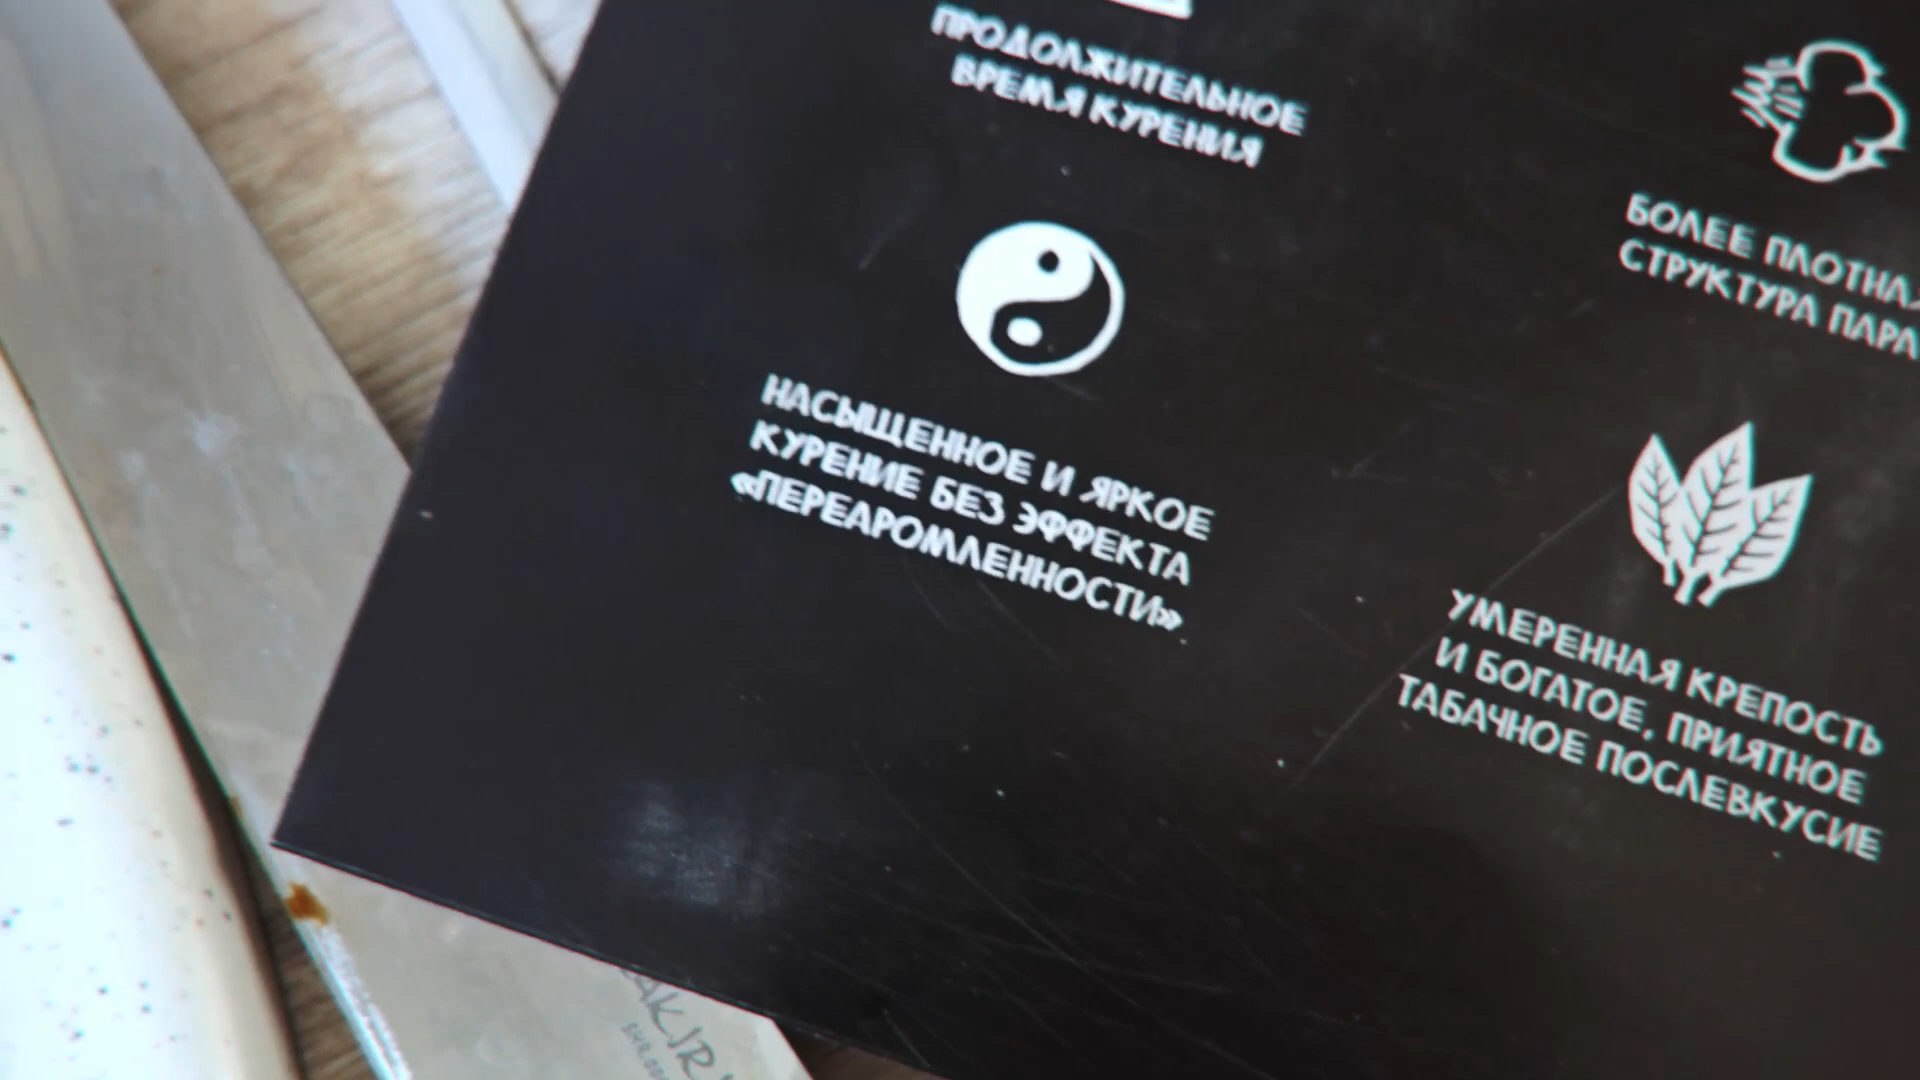 ПРОДОЛЖИТЕЛЬНОЕ
ВРЕМЯ КУРЕНИЯ
БОЛЕЕ ПЛОТНАЯ
СТРУКТУРА ПАРА
НАСЫЩЕННОЕ И ЯРКОЕ
КУРЕНИЕ БЕЗ ЭФФЕКТА
«ПЕРЕАРОМЛЕННОСТИ»
УМЕРЕННАЯ КРЕПОСТЬ
И БОГАТОЕ, ПРИЯТНОЕ
ТАБАЧНОЕ ПОСЛЕВКУСИЕ